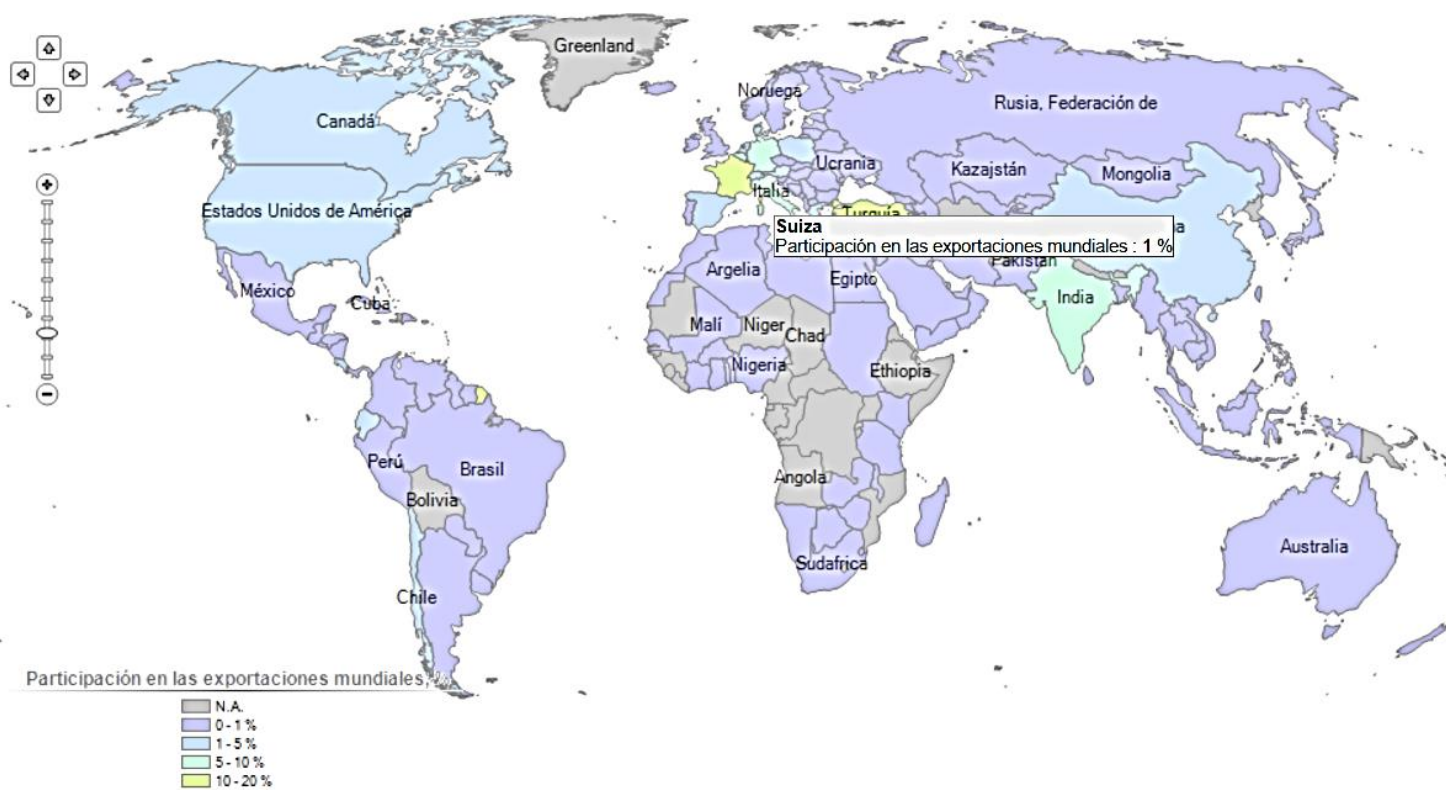 Greenland
Noruega
Rusia, Federación de
Canadá
Ucrania
Kazajstán
Mongolia
Italia
Estados Unidos de América
Turquía
Suiza
Participación en las exportaciones mundiales : 1 %
a
Pakistán
Argelia
Egipto
India
México
Cuba
Malí
Niger
Chad
Nigeria
Ethiopia
Perú
Brasil
Angola
Bolivia
Australia
Sudafrica
Chile
Participación en las exportaciones mundiales, %
N.A.
0 - 1 %
1 - 5 %
5 - 10 %
10 - 20 %